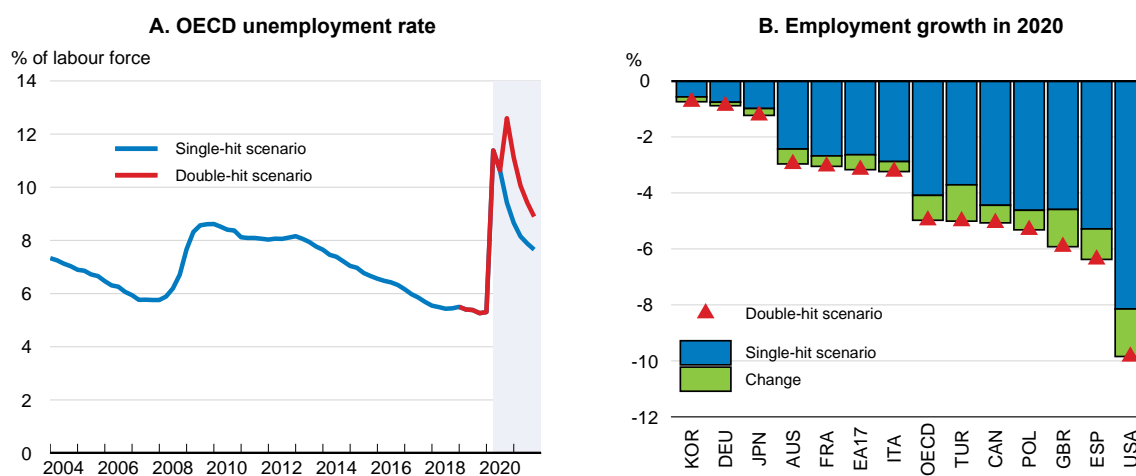 A. OECD unemployment rate
% of labour force
14
12
10
8
6
4
2
0
Single-hit scenario
Double-hit scenario
2004 2006 2008 2010 2012 2014 2016 2018 2020
B. Employment growth in 2020
%
0
-2
-4
-6
-8
-10
-12
Double-hit scenario
Single-hit scenario
Change
KOR
DEU
JPN
AUS
FRA
EA17
ITA
OECD
TUR
CAN
POL
GBR
ESP
USA